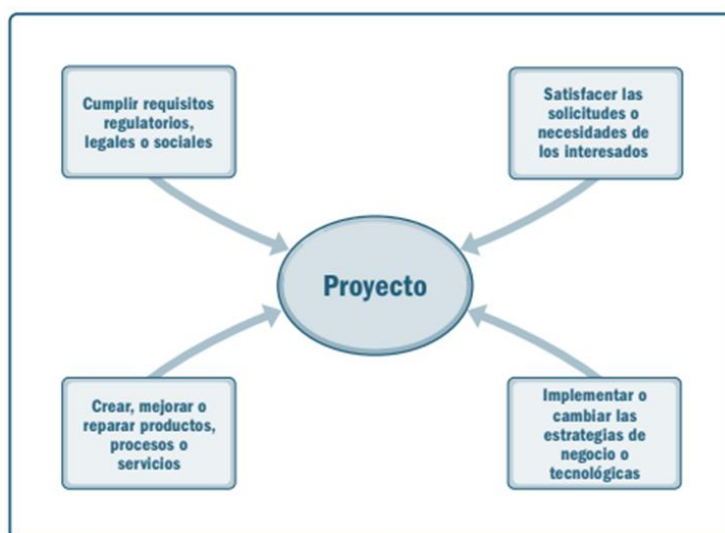 Cumplir requisitos
regulatorios,
legales o sociales
Satisfacer las
solicitudes o
necesidades de
los interesados
Proyecto
Crear, mejorar o
reparar productos,
procesos o
servicios
Implementar o
cambiar las
estrategias de
negocio o
tecnológicas